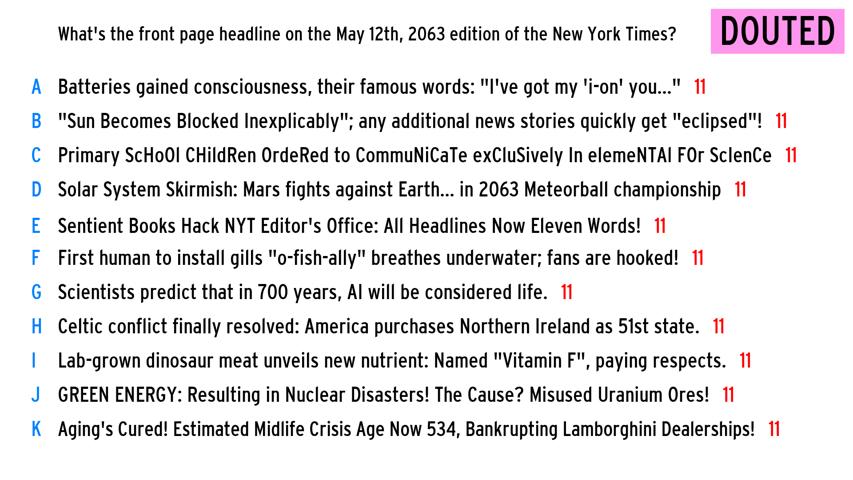 What's the front page headline on the May 12th, 2063 edition of the New York Times?
DOUTED
A Batteries gained consciousness, their famous words: "I've got my 'i-on' you..." 11
B "Sun Becomes Blocked Inexplicably"; any additional news stories quickly get "eclipsed"! 11
C Primary ScHoOl CHildRen OrdeRed to CommuNiCaTe exCluSively In elemeNTAl FOr ScIenCe 11
D Solar System Skirmish: Mars fights against Earth... in 2063 Meteorball championship 11
E Sentient Books Hack NYT Editor's Office: All Headlines Now Eleven Words! 11
F First human to install gills "o-fish-ally" breathes underwater; fans are hooked! 11
G Scientists predict that in 700 years, AI will be considered life. 11
H Celtic conflict finally resolved: America purchases Northern Ireland as 51st state. 11
I Lab-grown dinosaur meat unveils new nutrient: Named "Vitamin F", paying respects. 11
J GREEN ENERGY: Resulting in Nuclear Disasters! The Cause? Misused Uranium Ores! 11
K Aging's Cured! Estimated Midlife Crisis Age Now 534, Bankrupting Lamborghini Dealerships! 11